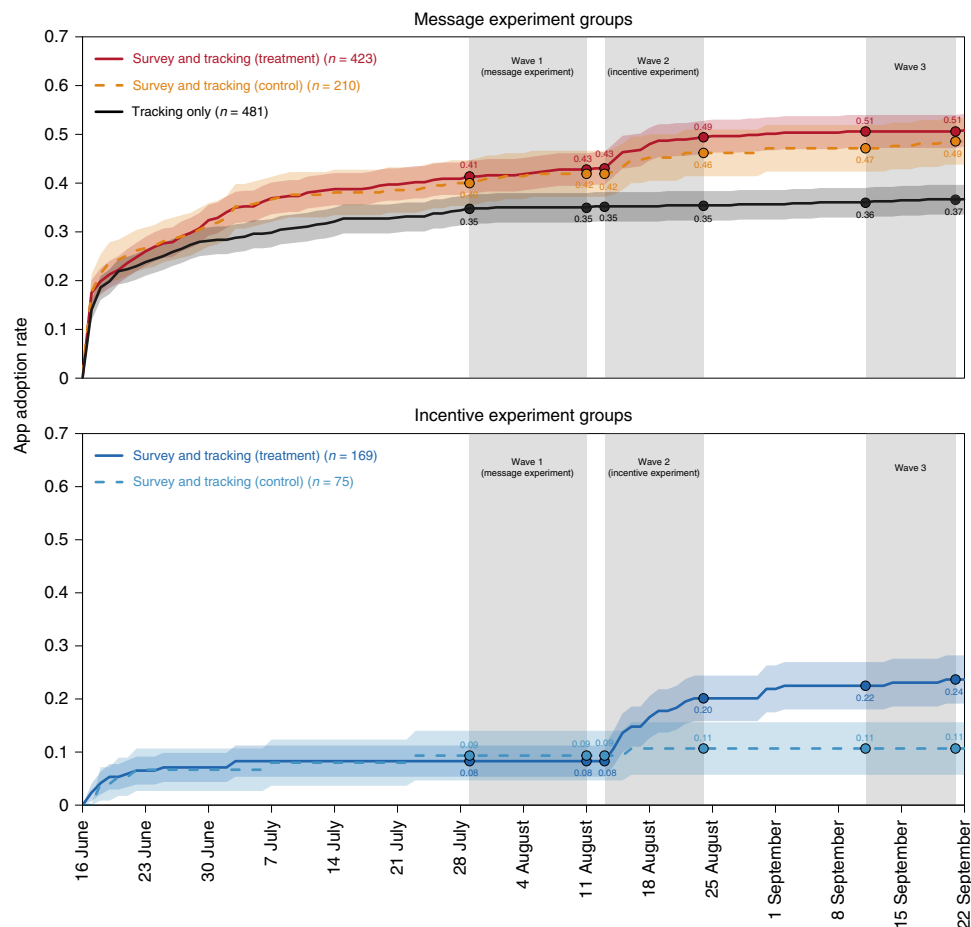 Message experiment groups
0.7
0.6
0.5
0.4
0.3
0.2
0.1
0
Survey and tracking (treatment) (n = 423)
Survey and tracking (control) (n = 210)
Tracking only (n = 481)
Wave 1
(message experiment)
Wave 2
(incentive experiment)
Wave 3
0.41
0.43
0.43
0.49
0.51
0.51
0.42
0.42
0.46
0.47
0.49
0.35
0.35
0.35
0.35
0.36
0.37
App adoption rate
Incentive experiment groups
0.7
0.6
0.5
0.4
0.3
0.2
0.1
0
Survey and tracking (treatment) (n = 169)
Survey and tracking (control) (n = 75)
Wave 1
(message experiment)
Wave 2
(incentive experiment)
Wave 3
0.09
0.09
0.09
0.11
0.11
0.11
0.08
0.08
0.08
0.20
0.22
0.24
16 June
23 June
30 June
7 July
14 July
21 July
28 July
4 August
11 August
18 August
25 August
1 September
8 September
15 September
22 September